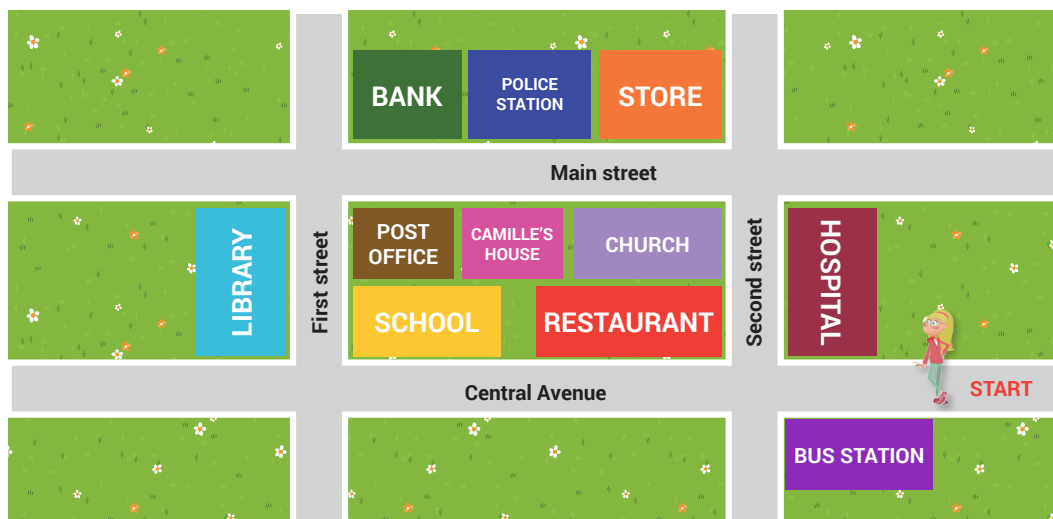 BANK
POLICE
STATION
STORE
Main street
LIBRARY
First street
POST
OFFICE
CAMILLE'S
HOUSE
CHURCH
SCHOOL
RESTAURANT
Second street
HOSPITAL
Central Avenue
START
BUS STATION